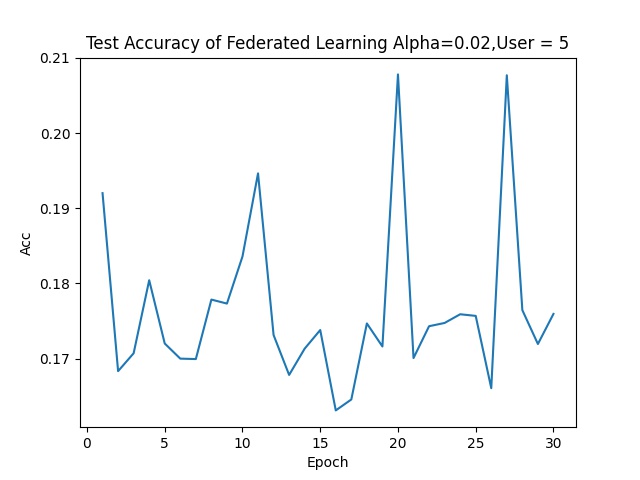 Test Accuracy of Federated Learning Alpha=0.02,User = 5
0.21
0.20
0.19
0.18
0.17
Acc
0 5 10 15 20 25 30
Epoch